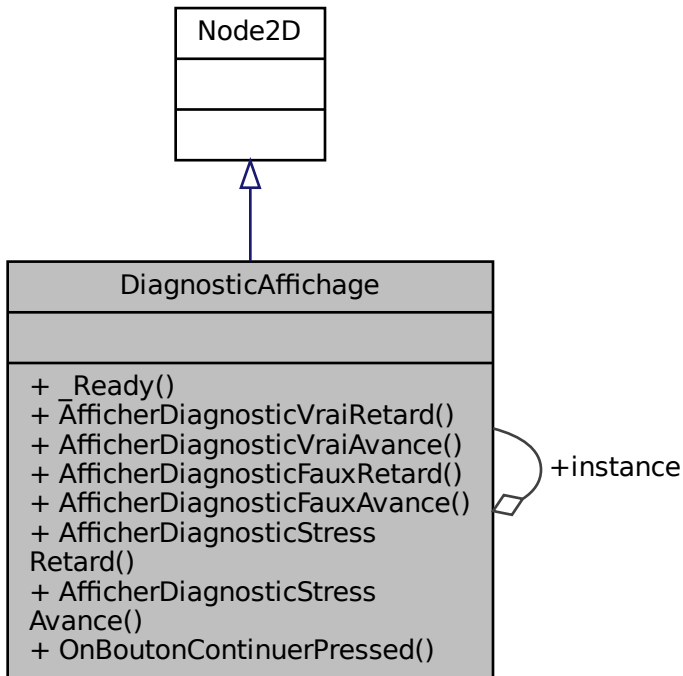 Node2D
DiagnosticAffichage
+ _Ready()
+ AfficherDiagnosticVraiRetard()
+ AfficherDiagnosticVraiAvance()
+ AfficherDiagnosticFauxRetard()
+ AfficherDiagnosticFauxAvance()
+ AfficherDiagnosticStress
Retard()
+ AfficherDiagnosticStress
Avance()
+ OnBoutonContinuerPressed()
+instance